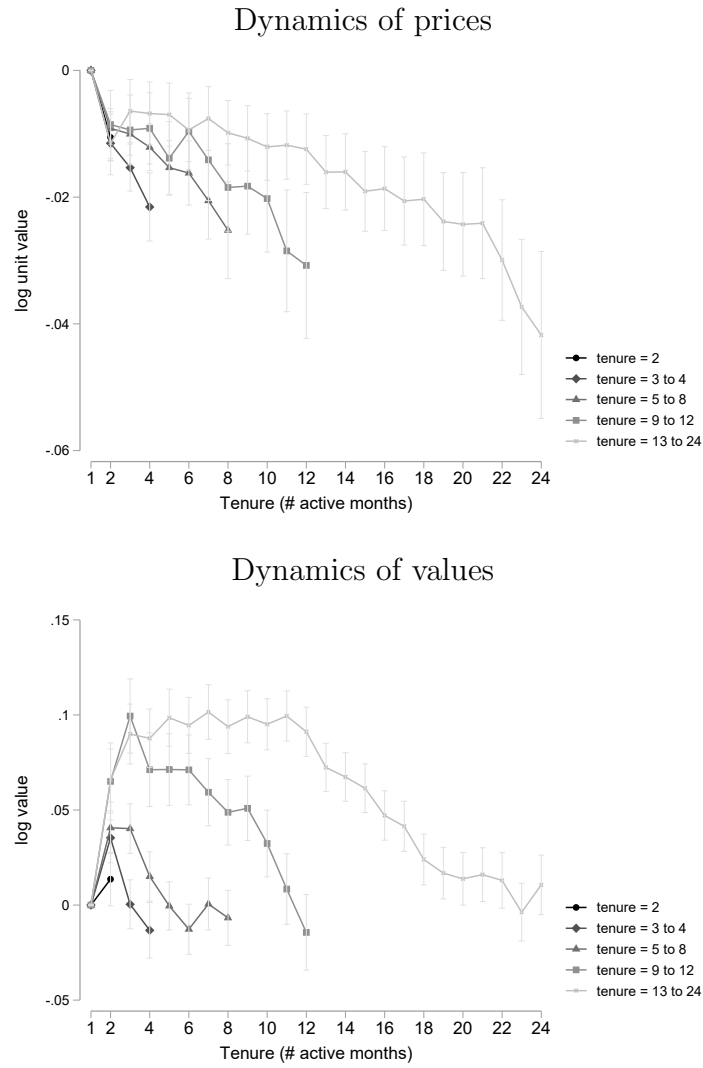 Dynamics of prices
0
-.02
-.04
-.06
log unit value
1 2 4 6 8 10 12 14 16 18 20 22 24
Tenure (# active months)
tenure = 2
tenure = 3 to 4
tenure = 5 to 8
tenure = 9 to 12
tenure = 13 to 24
Dynamics of values
.15
.1
.05
0
-.05
log value
1 2 4 6 8 10 12 14 16 18 20 22 24
Tenure (# active months)
tenure = 2
tenure = 3 to 4
tenure = 5 to 8
tenure = 9 to 12
tenure = 13 to 24